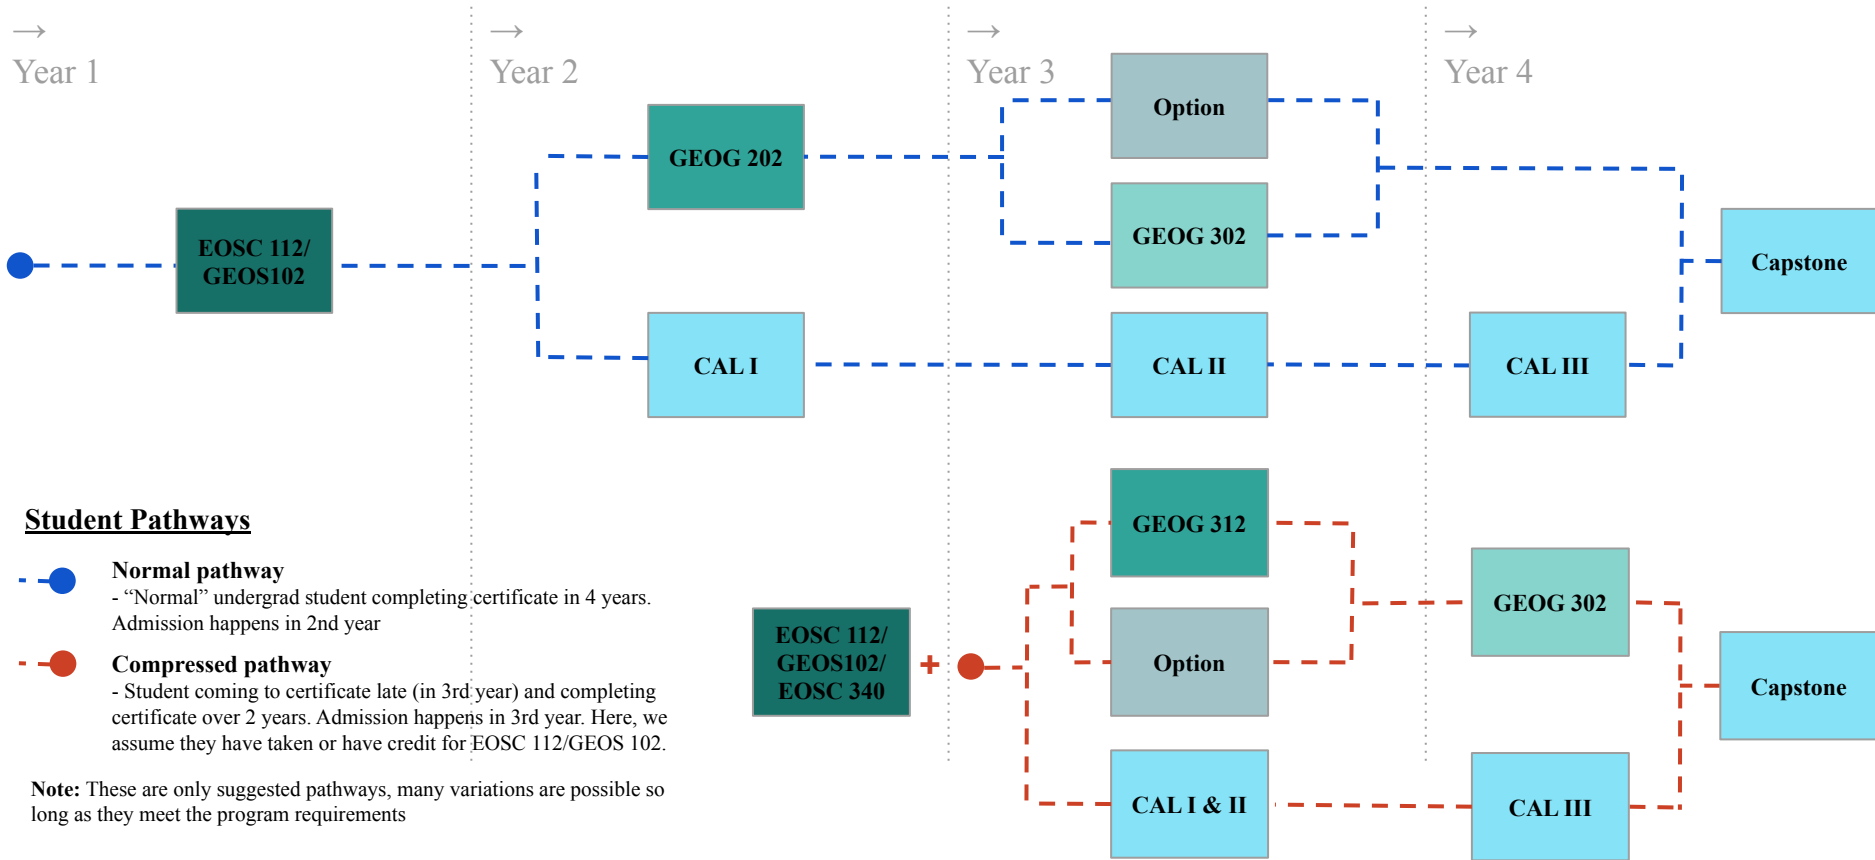 →
Year 1
→
Year 2
→
Year 3
→
Year 4
EOSC 112/
GEOS102
GEOG 202
CAL I
Option
GEOG 302
CAL II
CAL III
Capstone
Student Pathways
Normal pathway
- “Normal” undergrad student completing certificate in 4 years.
Admission happens in 2nd year
Compressed pathway
- Student coming to certificate late (in 3rd year) and completing
certificate over 2 years. Admission happens in 3rd year. Here, we
assume they have taken or have credit for EOSC 112/GEOS 102.
Note: These are only suggested pathways, many variations are possible so
long as they meet the program requirements
EOSC 112/
GEOS102/
EOSC 340
+
GEOG 312
Option
CAL I & II
GEOG 302
CAL III
Capstone